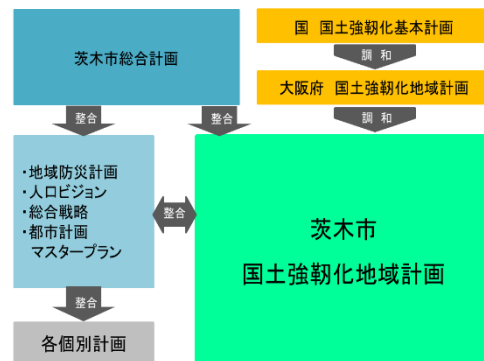 茨木市総合計画
国 国土強靭化基本計画
調 和
大阪府 国土強靭化地域計画
整合
整合
調 和
・地域防災計画
・人口ビジョン
・総合戦略
・都市計画
マスタープラン
整合
茨木市
国土強靭化地域計画
整合
各個別計画